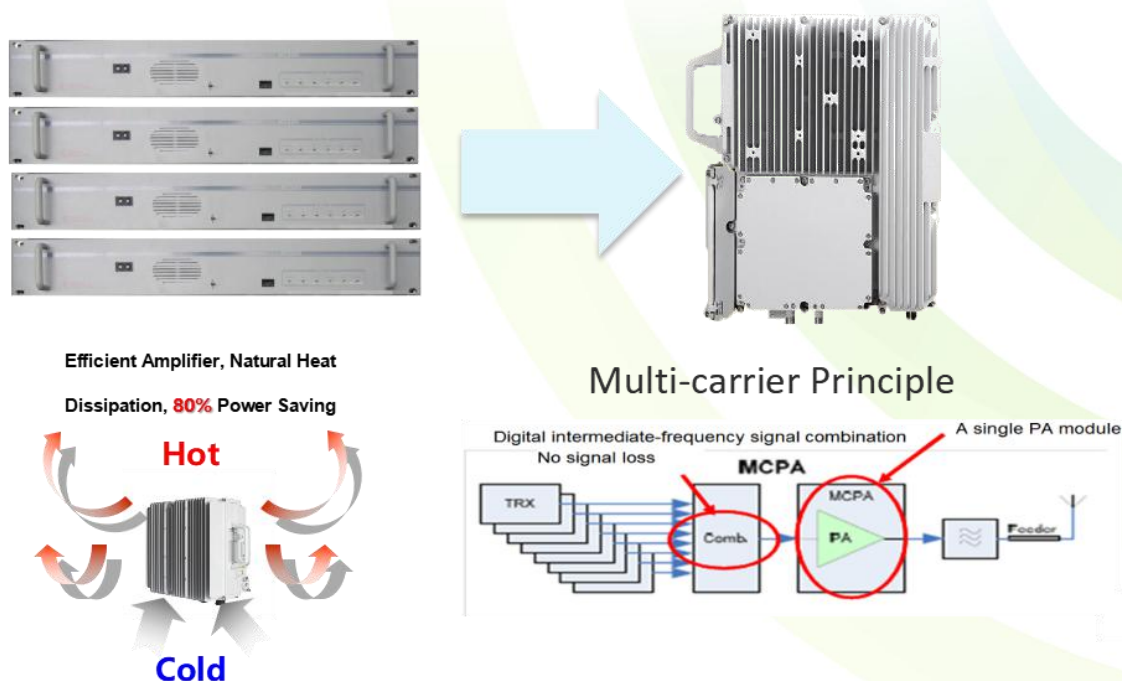 Efficient Amplifier, Natural Heat
Dissipation, 80% Power Saving
Hot
Cold
Multi-carrier Principle
Digital intermediate-frequency signal combination
No signal loss
A single PA module
MCPA
TRX
Comb.
MCPA
PA
Feeder